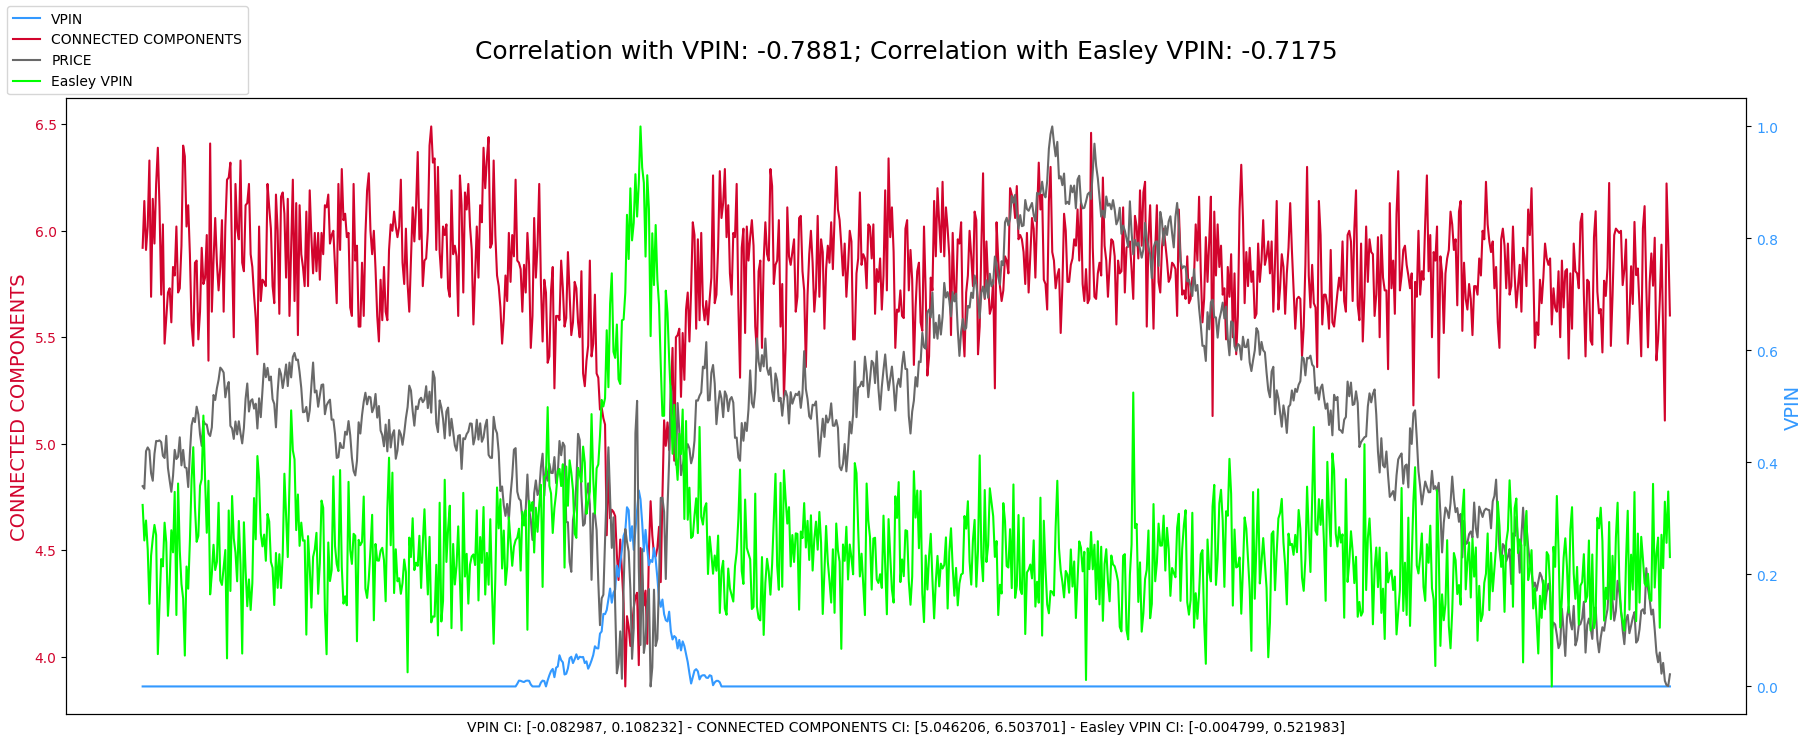 VPIN
CONNECTED COMPONENTS
PRICE
Easley VPIN
Correlation with VPIN: -0.7881; Correlation with Easley VPIN: -0.7175
CONNECTED COMPONENTS
6.5
6.0
5.5
5.0
4.5
4.0
1.0
0.8
0.6
0.4
0.2
0.0
VPIN
VPIN CI: [-0.082987, 0.108232] - CONNECTED COMPONENTS CI: [5.046206, 6.503701] - Easley VPIN CI: [-0.004799, 0.521983]